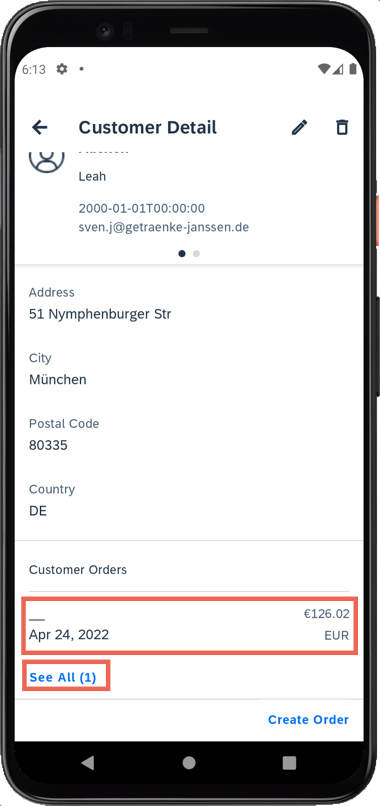 6:13
Customer Detail
Leah
2000-01-01T00:00:00
sven.j@getraenke-janssen.de
Address
51 Nymphenburger Str
City
München
Postal Code
80335
Country
DE
Customer Orders
__ €126.02
Apr 24, 2022 EUR
See All (1)
Create Order